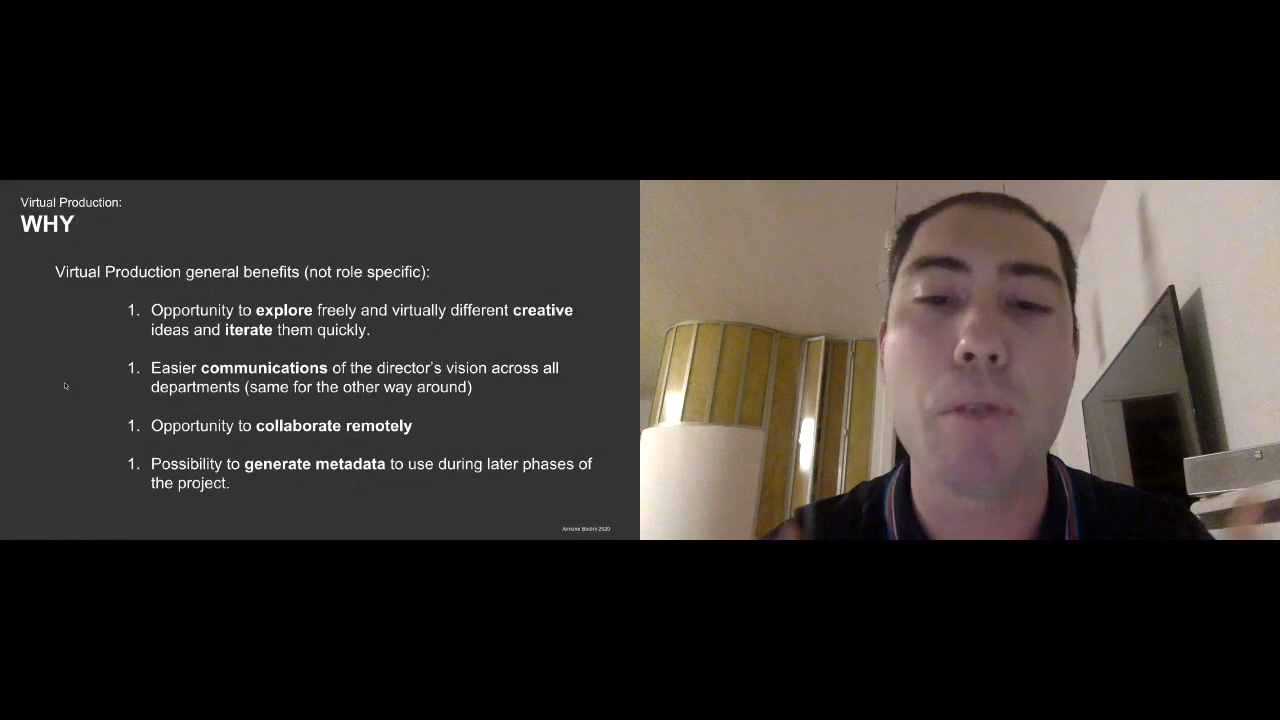 Virtual Production:
WHY
Virtual Production general benefits (not role specific):
1. Opportunity to explore freely and virtually different creative
ideas and iterate them quickly.
1. Easier communications of the director's vision across all
departments (same for the other way around)
1. Opportunity to collaborate remotely
1. Possibility to generate metadata to use during later phases of
the project.
2020